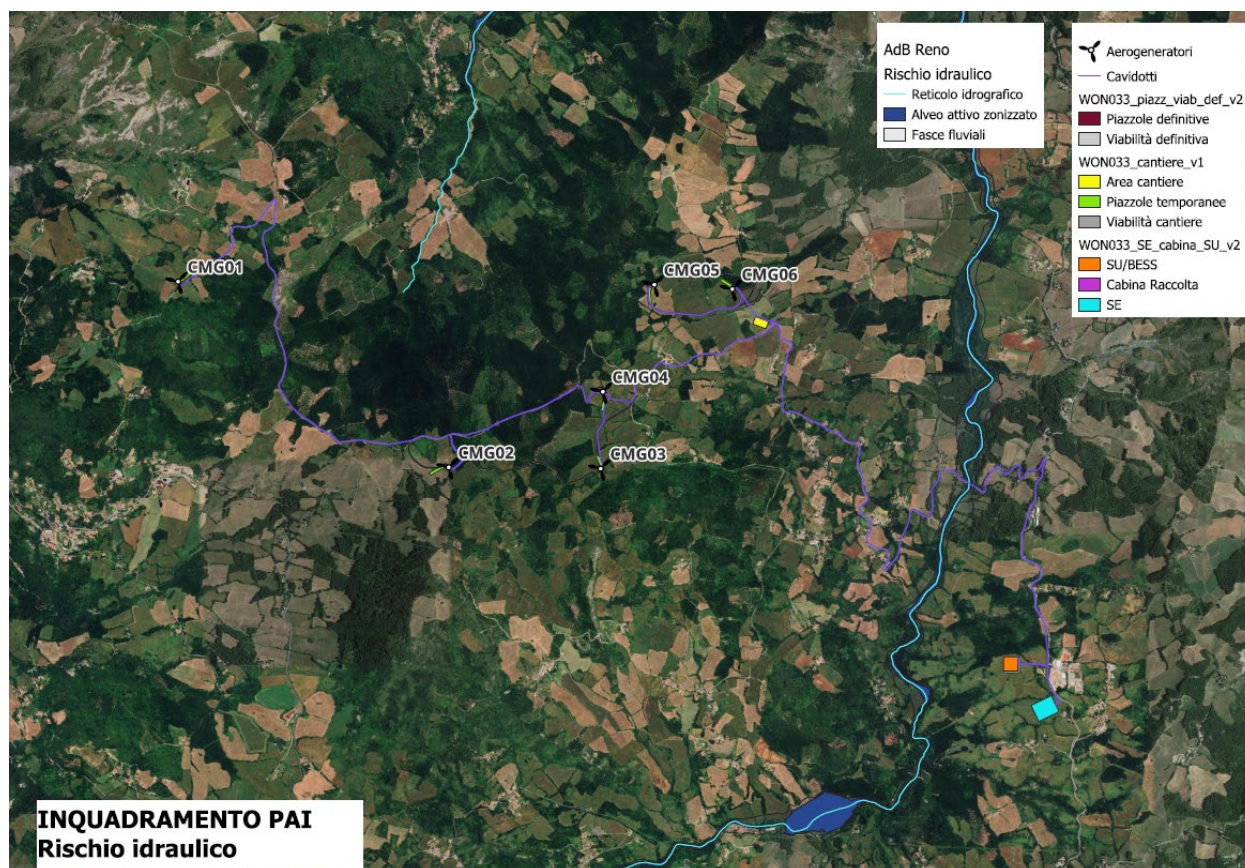 AdB Reno
Rischio idraulico
Reticolo idrografico
Alveo attivo zonizzato
Fasce fluviali
Aerogeneratori
Cavidotti
WON033_piazz_viab_def_v2
Piazzole definitive
Viabilità definitiva
WON033_cantiere_v1
Area cantiere
Piazzole temporanee
Viabilità cantiere
WON033_SE_cabina_SU_v2
SU/BESS
Cabina Raccolta
SE
CMG01
CMG05
CMG06
CMG04
CMG02
CMG03
INQUADRAMENTO PAI
Rischio idraulico